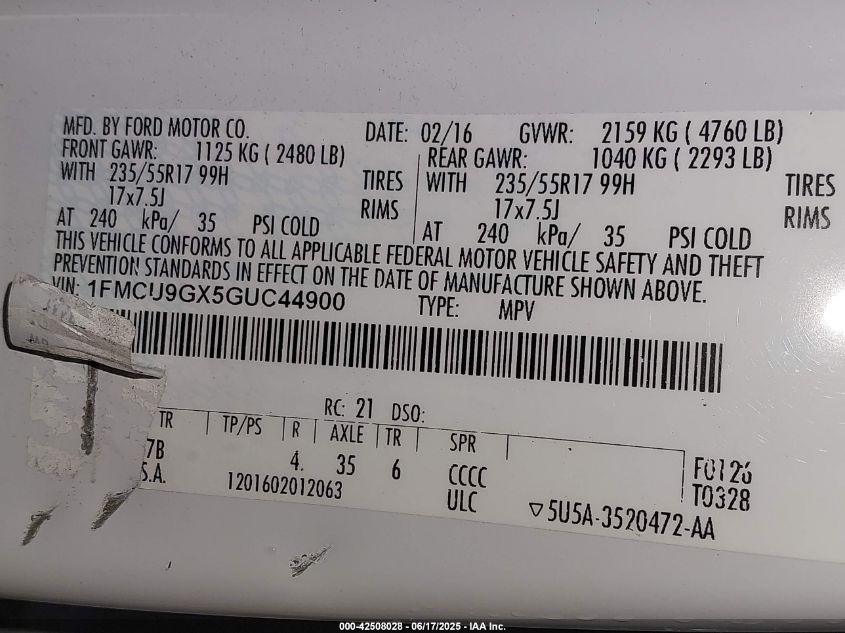 MFD. BY FORD MOTOR CO. DATE: 02/16 GVWR: 2159 KG ( 4760 LB)
FRONT GAWR: 1125 KG ( 2480 LB) REAR GAWR: 1040 KG ( 2293 LB)
WITH 235/55R17 99H TIRES WITH 235/55R17 99H TIRES
17x7.5J RIMS 17x7.5J RIMS
AT 240 kPa/ 35 PSI COLD AT 240 kPa/ 35 PSI COLD
THIS VEHICLE CONFORMS TO ALL APPLICABLE FEDERAL MOTOR VEHICLE SAFETY AND THEFT
PREVENTION STANDARDS IN EFFECT ON THE DATE OF MANUFACTURE SHOWN ABOVE.
VIN: 1FMCU9GX5GUC44900 TYPE: MPV
RC: 21 DSO:
TR TP/PS R AXLE TR SPR
7B 4. 35 6 CCCC F0126
S.A. 1201602012063 ULC T0328
▽5U5A-3520472-AA
000-42508028 - 06/17/2025 - IAA Inc.